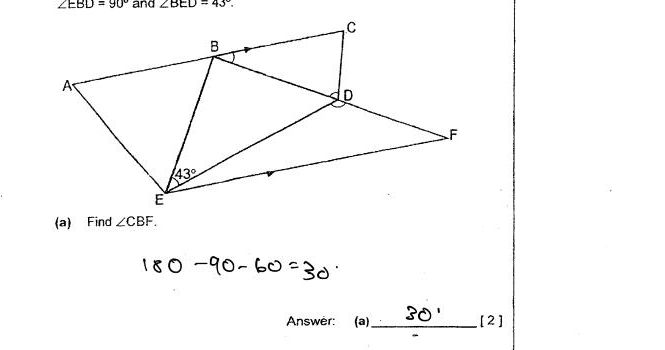 ∠EBD = 90° and ∠BED = 43°.
C
B
A
D
F
43°
E
(a) Find ∠CBF.
180 - 90 - 60 = 30°
Answer: (a) 30° [2]